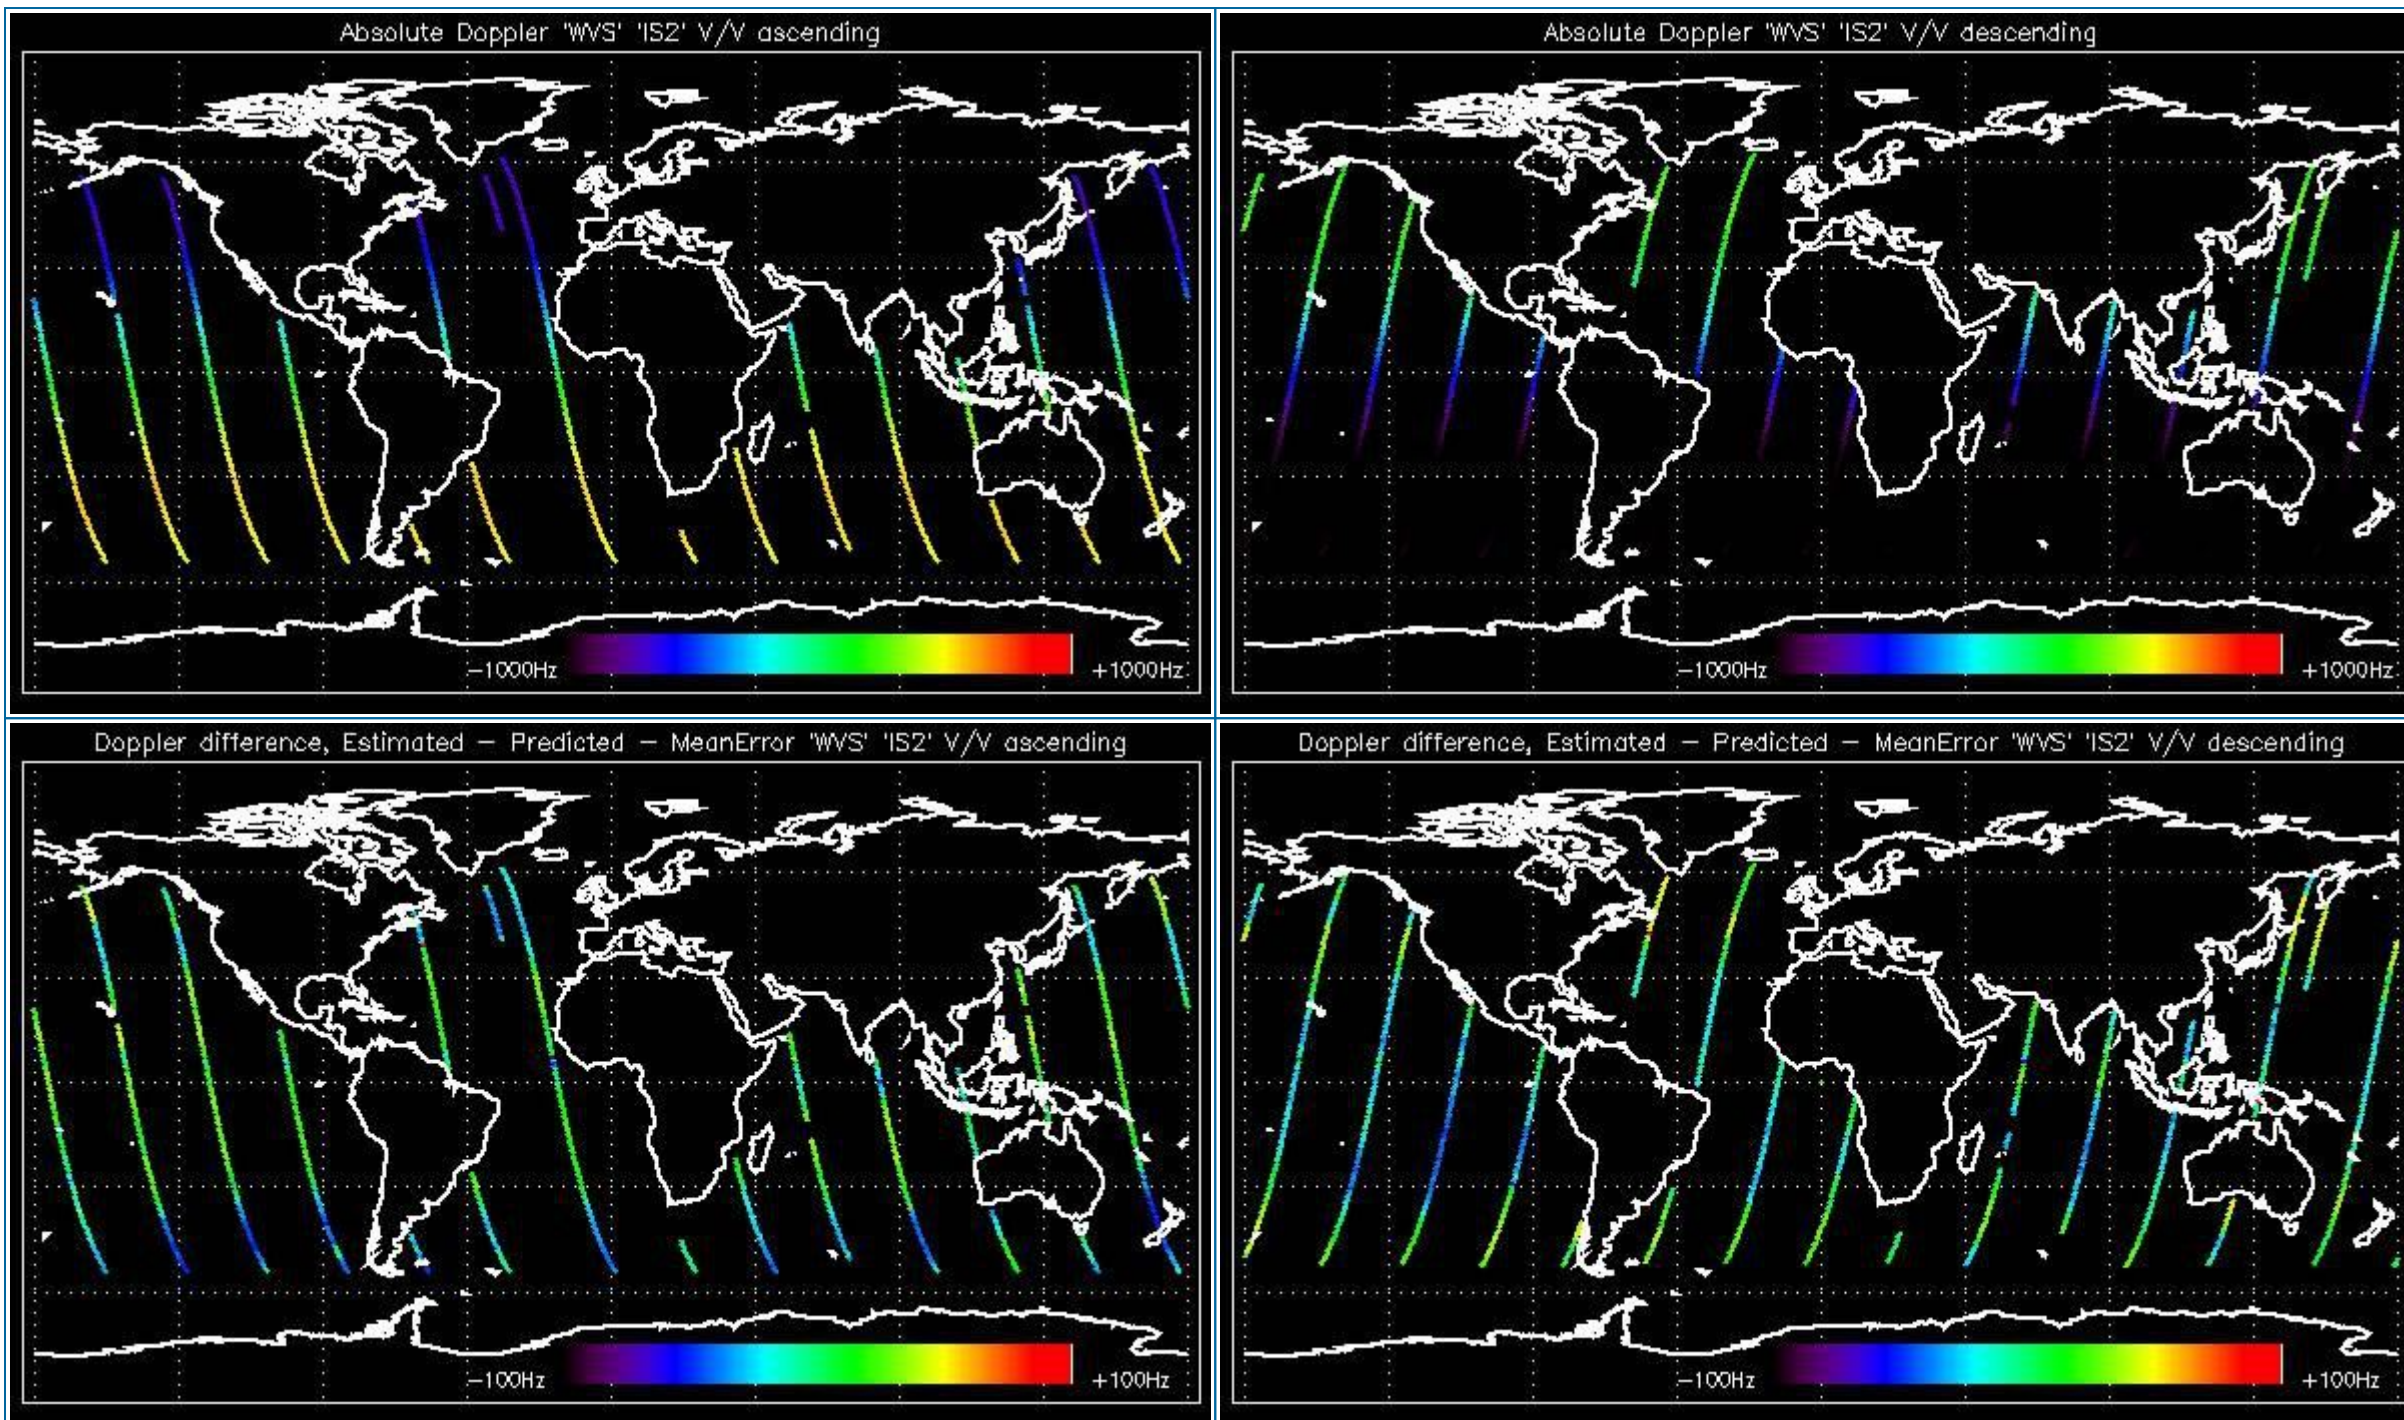 Absolute Doppler 'WVS' 'IS2' V/V ascending
-1000Hz
+1000Hz
Absolute Doppler 'WVS' 'IS2' V/V descending
-1000Hz
+1000Hz
Doppler difference, Estimated - Predicted - MeanError 'WVS' 'IS2' V/V ascending
-100Hz
+100Hz
Doppler difference, Estimated - Predicted - MeanError 'WVS' 'IS2' V/V descending
-100Hz
+100Hz